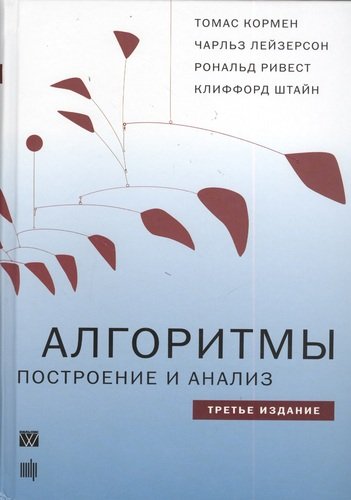 ТОМАС КОРМЕН
ЧАРЛЬЗ ЛЕЙЗЕРСОН
РОНАЛЬД РИВЕСТ
КЛИФФОРД ШТАЙН
АЛГОРИТМЫ
ПОСТРОЕНИЕ И АНАЛИЗ
ТРЕТЬЕ ИЗДАНИЕ